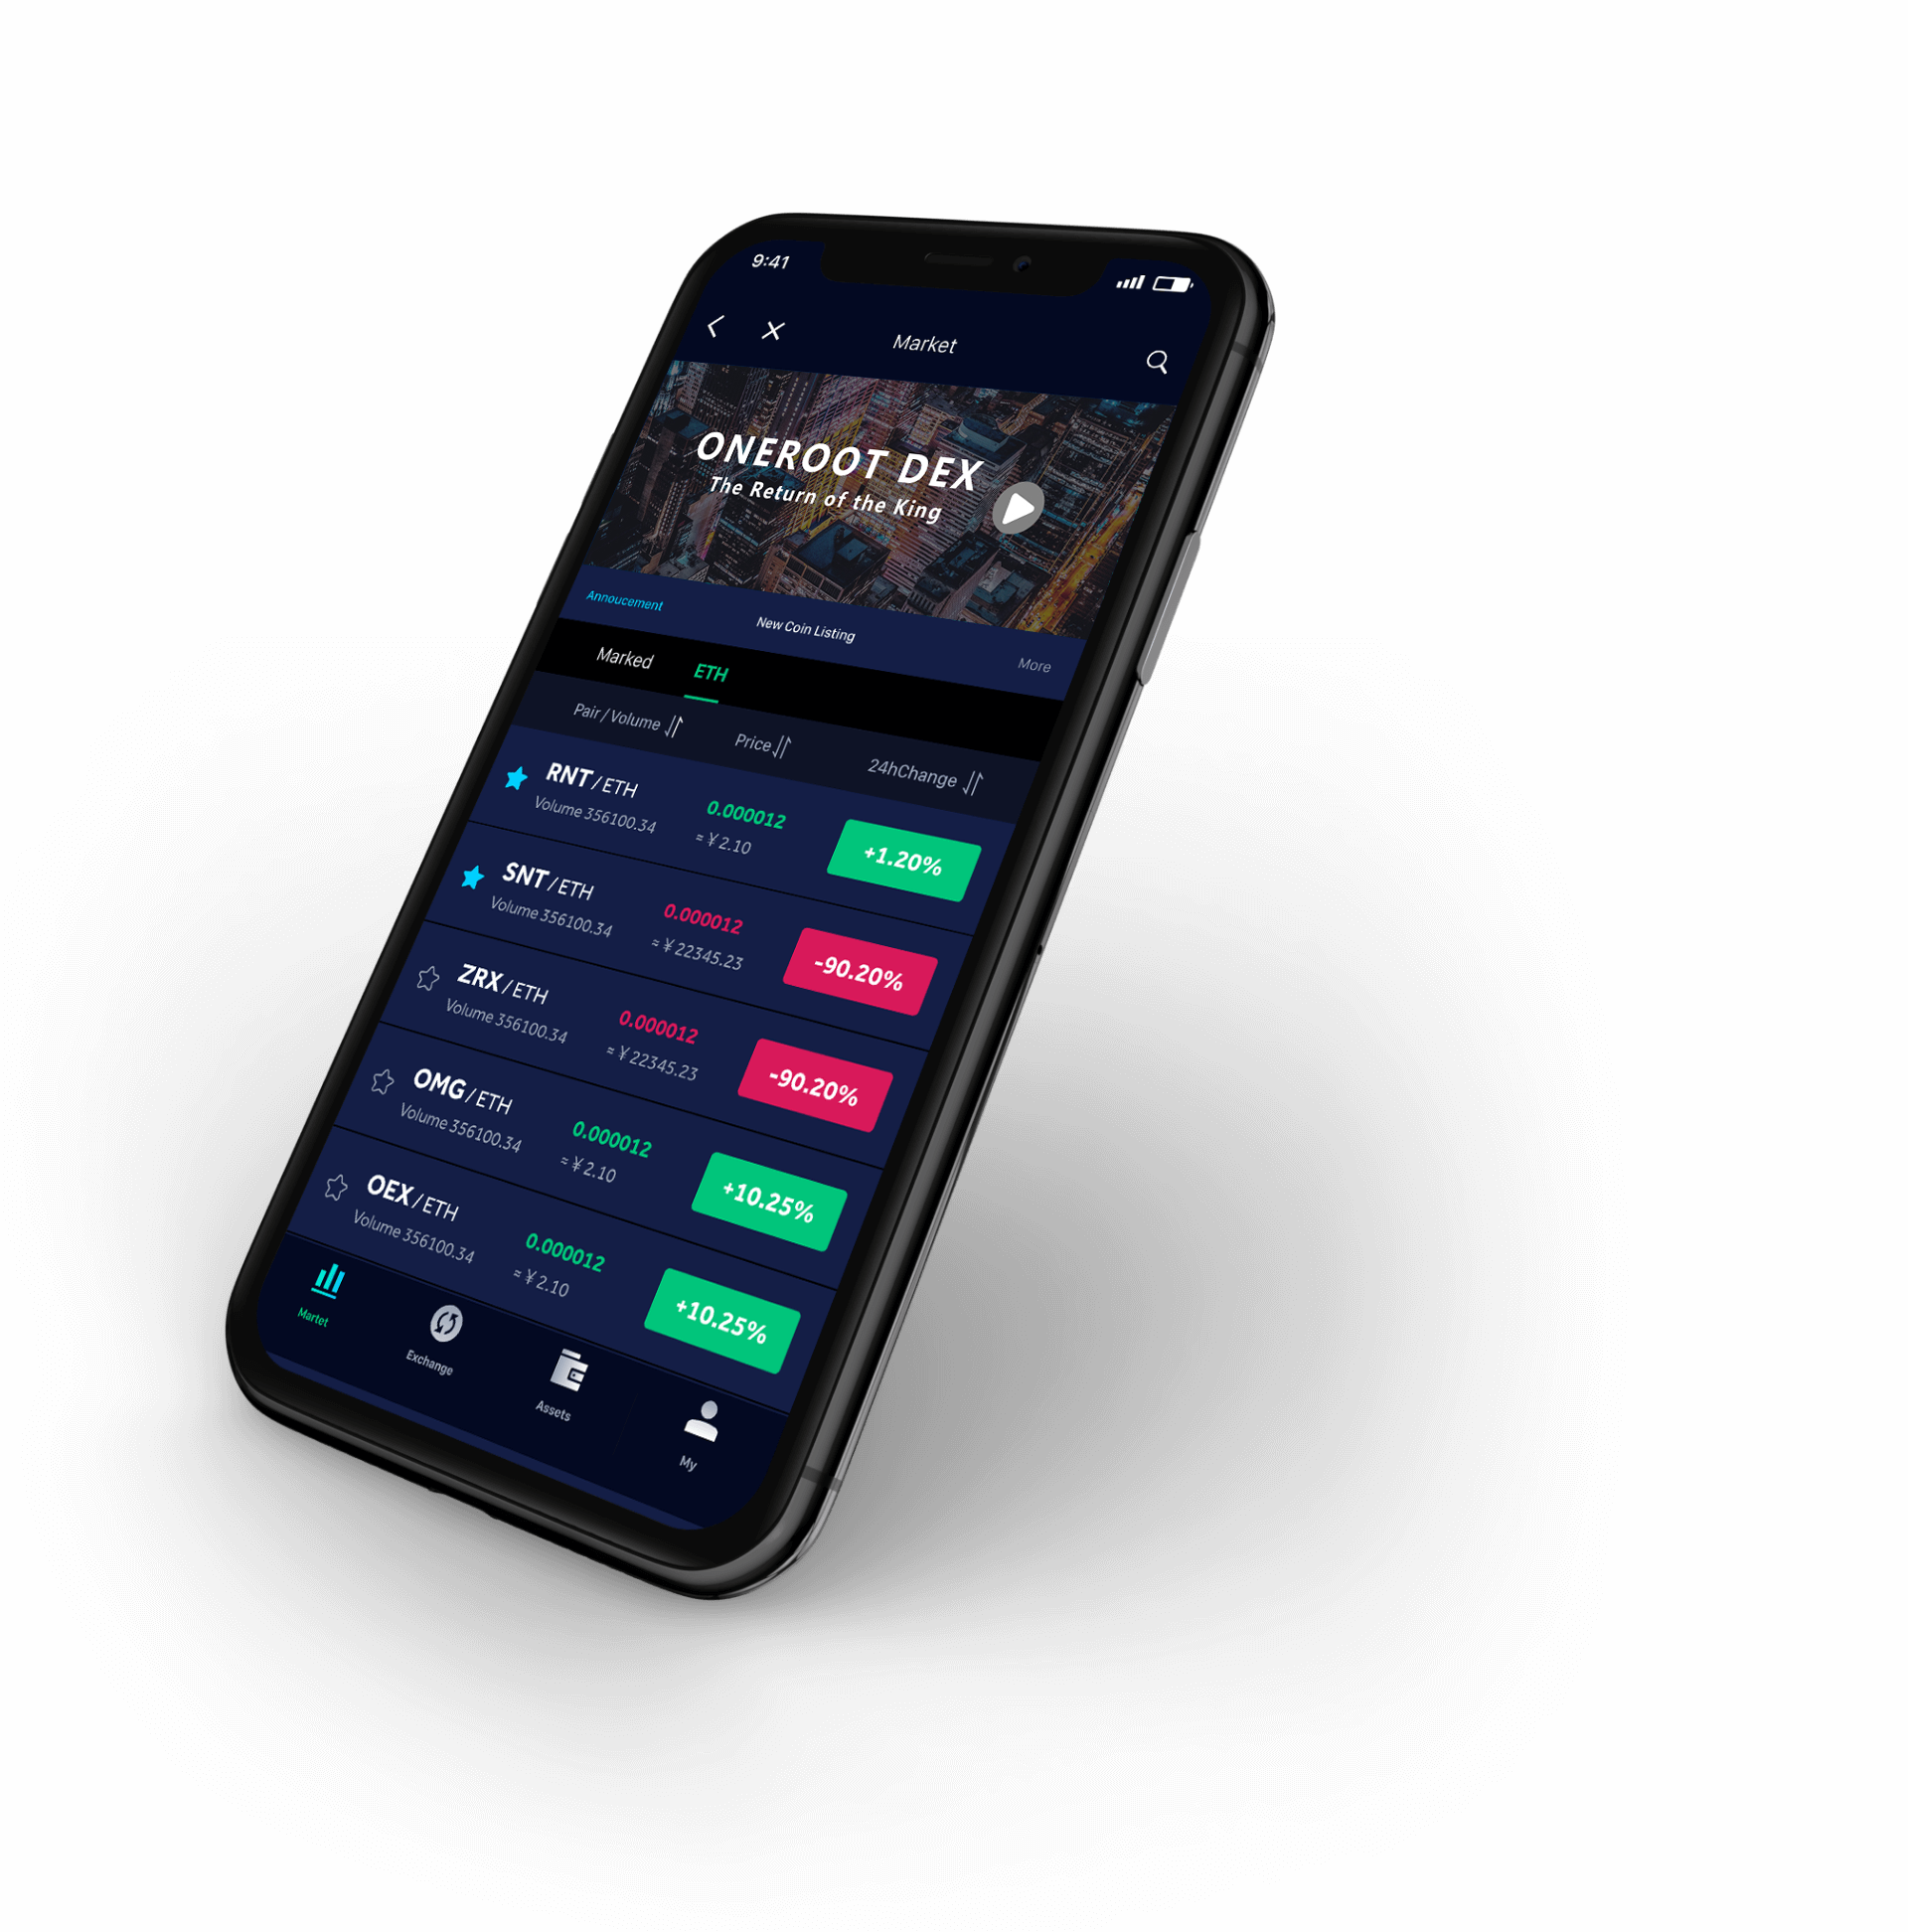 9:41
Market
ONEROOT DEX
The Return of the King
Annoucement
New Coin Listing
More
Marked ETH
Pair / Volume Price 24hChange
RNT / ETH
Volume 356100.34
0.000012
≈ ¥ 2.10
+1.20%
SNT / ETH
Volume 356100.34
0.000012
≈ ¥ 22345.23
-90.20%
ZRX / ETH
Volume 356100.34
0.000012
≈ ¥ 22345.23
-90.20%
OMG / ETH
Volume 356100.34
0.000012
≈ ¥ 2.10
+10.25%
OEX / ETH
Volume 356100.34
0.000012
≈ ¥ 2.10
+10.25%
Martet
Exchange
Assets
My